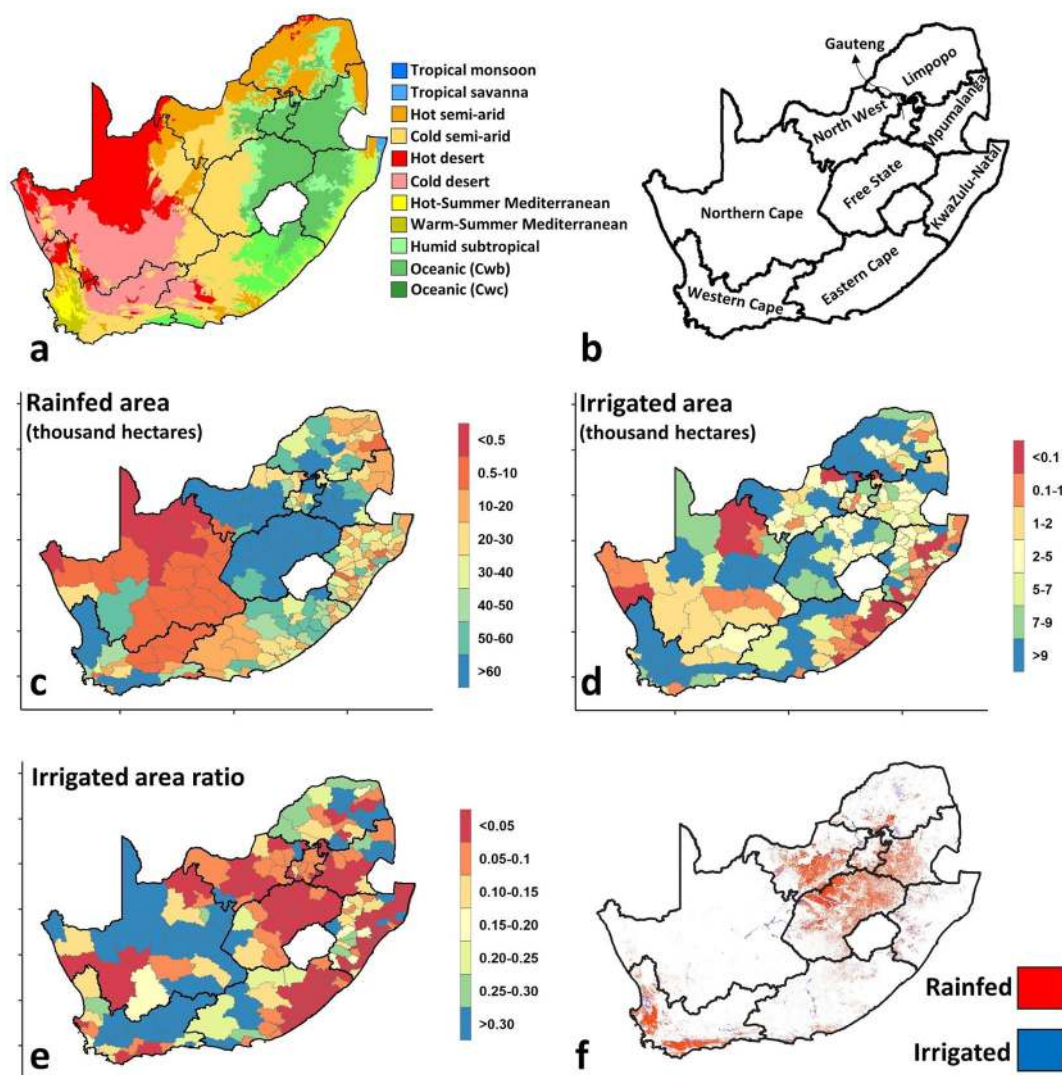 Tropical monsoon
Tropical savanna
Hot semi-arid
Cold semi-arid
Hot desert
Cold desert
Hot-Summer Mediterranean
Warm-Summer Mediterranean
Humid subtropical
Oceanic (Cwb)
Oceanic (Cwc)
a
Gauteng
Limpopo
North West
Mpumalanga
Free State
KwaZulu-Natal
Northern Cape
Eastern Cape
Western Cape
b
Rainfed area
(thousand hectares)
<0.5
0.5-10
10-20
20-30
30-40
40-50
50-60
>60
c
Irrigated area
(thousand hectares)
<0.1
0.1-1
1-2
2-5
5-7
7-9
>9
d
Irrigated area ratio
<0.05
0.05-0.1
0.10-0.15
0.15-0.20
0.20-0.25
0.25-0.30
>0.30
e
Rainfed
Irrigated
f